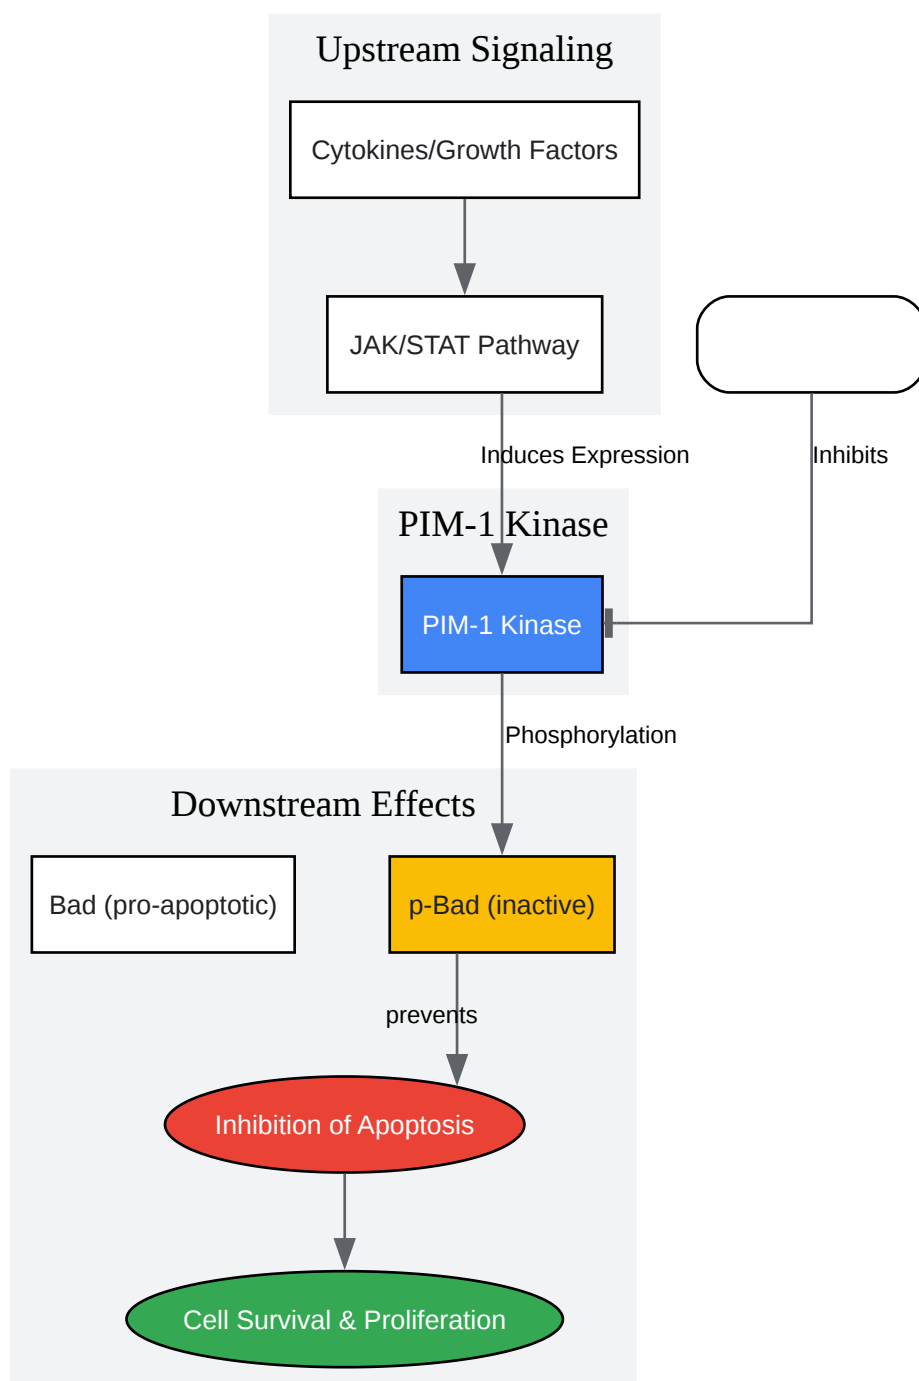 Upstream Signaling
Cytokines/Growth Factors
JAK/STAT Pathway
Induces Expression
Inhibits
PIM-1 Kinase
PIM-1 Kinase
Phosphorylation
Downstream Effects
Bad (pro-apoptotic)
p-Bad (inactive)
prevents
Inhibition of Apoptosis
Cell Survival & Proliferation